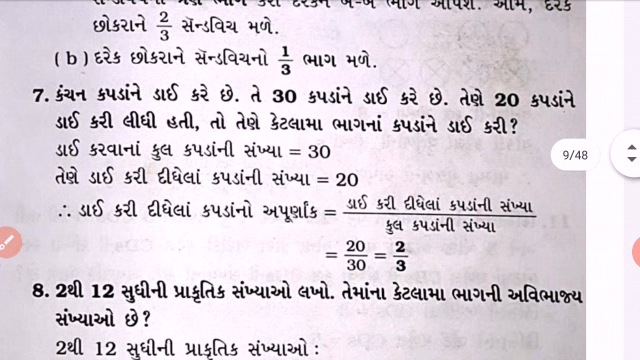 છોકરાને 2/3 સૅન્ડવિચ મળે.
(b) દરેક છોકરાને સૅન્ડવિચનો 1/3 ભાગ મળે.
7. કંચન કપડાંને ડાઈ કરે છે. તે 30 કપડાંને ડાઈ કરે છે. તેણે 20 કપડાંને
ડાઈ કરી લીધી હતી, તો તેણે કેટલામા ભાગનાં કપડાંને ડાઈ કરી?
ડાઈ કરવાનાં કુલ કપડાંની સંખ્યા = 30
તેણે ડાઈ કરી દીધેલાં કપડાંની સંખ્યા = 20
∴ ડાઈ કરી દીધેલાં કપડાંનો અપૂર્ણાંક = ડાઈ કરી દીધેલાં કપડાંની સંખ્યા / કુલ કપડાંની સંખ્યા
= 20/30 = 2/3
8. 2થી 12 સુધીની પ્રાકૃતિક સંખ્યાઓ લખો. તેમાંના કેટલામા ભાગની અવિભાજ્ય
સંખ્યાઓ છે?
2થી 12 સુધીની પ્રાકૃતિક સંખ્યાઓ :
9/48